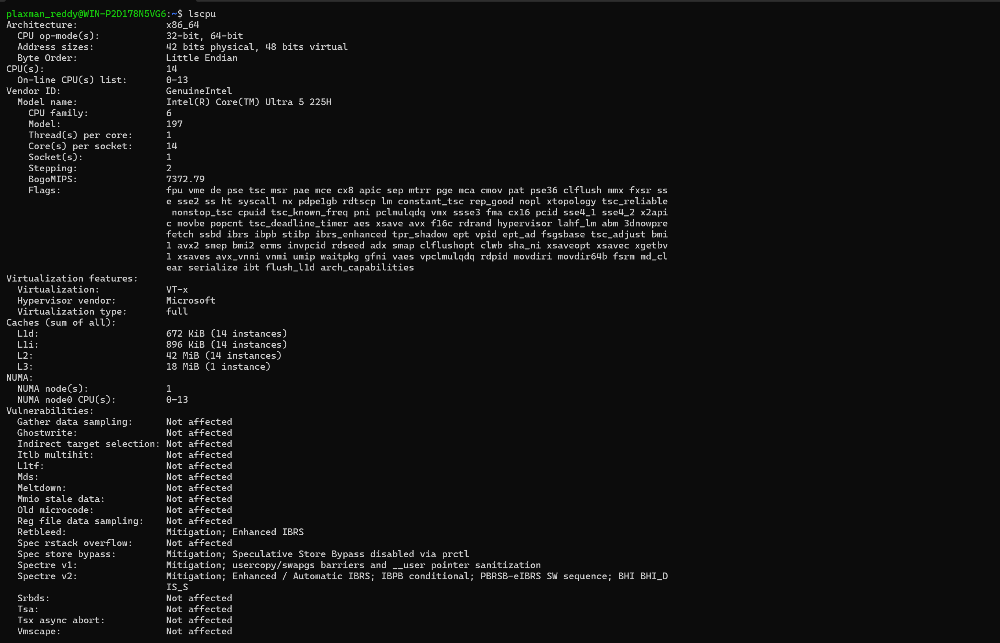 plaxman_reddy@WIN-P2D178N5VG6:~$ lscpu
Architecture:                x86_64
  CPU op-mode(s):            32-bit, 64-bit
  Address sizes:             42 bits physical, 48 bits virtual
  Byte Order:                Little Endian
CPU(s):                      14
  On-line CPU(s) list:       0-13
Vendor ID:                   GenuineIntel
  Model name:                Intel(R) Core(TM) Ultra 5 225H
    CPU family:              6
    Model:                   197
    Thread(s) per core:      1
    Core(s) per socket:      14
    Socket(s):               1
    Stepping:                2
    BogoMIPS:                7372.79
    Flags:                   fpu vme de pse tsc msr pae mce cx8 apic sep mtrr pge mca cmov pat pse36 clflush mmx fxsr ss
                             e sse2 ss ht syscall nx pdpe1gb rdtscp lm constant_tsc rep_good nopl xtopology tsc_reliable
                              nonstop_tsc cpuid tsc_known_freq pni pclmulqdq vmx ssse3 fma cx16 pcid sse4_1 sse4_2 x2api
                             c movbe popcnt tsc_deadline_timer aes xsave avx f16c rdrand hypervisor lahf_lm abm 3dnowpre
                             fetch ssbd ibrs ibpb stibp ibrs_enhanced tpr_shadow ept vpid ept_ad fsgsbase tsc_adjust bmi
                             1 avx2 smep bmi2 erms invpcid rdseed adx smap clflushopt clwb sha_ni xsaveopt xsavec xgetbv
                             1 xsaves avx_vnni vnmi umip waitpkg gfni vaes vpclmulqdq rdpid movdiri movdir64b fsrm md_cl
                             ear serialize ibt flush_l1d arch_capabilities
Virtualization features:
  Virtualization:            VT-x
  Hypervisor vendor:         Microsoft
  Virtualization type:       full
Caches (sum of all):
  L1d:                       672 KiB (14 instances)
  L1i:                       896 KiB (14 instances)
  L2:                        42 MiB (14 instances)
  L3:                        18 MiB (1 instance)
NUMA:
  NUMA node(s):              1
  NUMA node0 CPU(s):         0-13
Vulnerabilities:
  Gather data sampling:      Not affected
  Ghostwrite:                Not affected
  Indirect target selection: Not affected
  Itlb multihit:             Not affected
  L1tf:                      Not affected
  Mds:                       Not affected
  Meltdown:                  Not affected
  Mmio stale data:           Not affected
  Old microcode:             Not affected
  Reg file data sampling:    Not affected
  Retbleed:                  Mitigation; Enhanced IBRS
  Spec rstack overflow:      Not affected
  Spec store bypass:         Mitigation; Speculative Store Bypass disabled via prctl
  Spectre v1:                Mitigation; usercopy/swapgs barriers and __user pointer sanitization
  Spectre v2:                Mitigation; Enhanced / Automatic IBRS; IBPB conditional; PBRSB-eIBRS SW sequence; BHI BHI_D
                             IS_S
  Srbds:                     Not affected
  Tsa:                       Not affected
  Tsx async abort:           Not affected
  Vmscape:                   Not affected